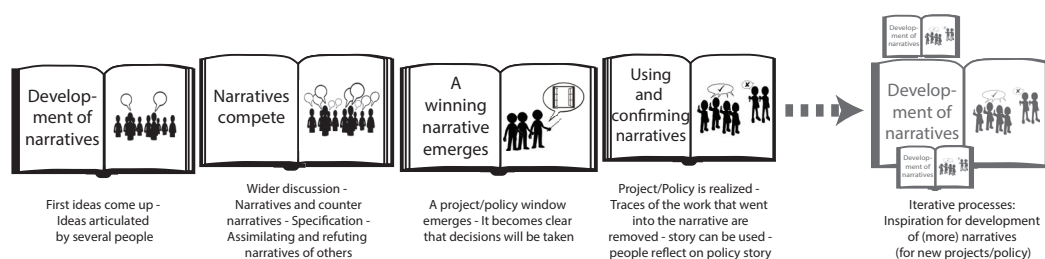 Develop-
ment of
narratives
Narratives
compete
A
winning
narrative
emerges
Using
and
confirming
narratives
Develop-
ment of
narratives
Develop-
ment of
narratives
Develop-
ment of
narratives
First ideas come up -
Ideas articulated
by several people
Wider discussion -
Narratives and counter
narratives - Specification -
Assimilating and refuting
narratives of others
A project/policy window
emerges - It becomes clear
that decisions will be taken
Project/Policy is realized -
Traces of the work that went
into the narrative are
removed - story can be used -
people reflect on policy story
Iterative processes:
Inspiration for development
of (more) narratives
(for new projects/policy)